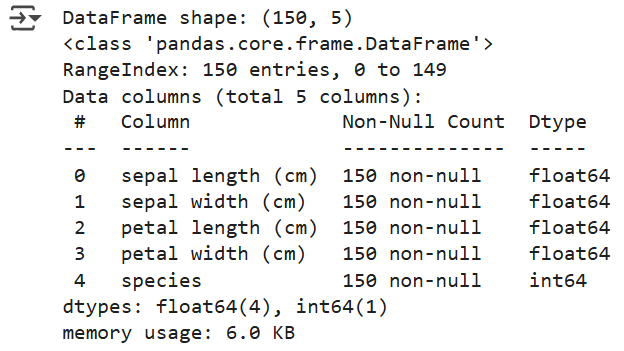 DataFrame shape: (150, 5)
<class 'pandas.core.frame.DataFrame'>
RangeIndex: 150 entries, 0 to 149
Data columns (total 5 columns):
 #   Column             Non-Null Count  Dtype
---  ------             --------------  -----
 0   sepal length (cm)  150 non-null    float64
 1   sepal width (cm)   150 non-null    float64
 2   petal length (cm)  150 non-null    float64
 3   petal width (cm)   150 non-null    float64
 4   species            150 non-null    int64
dtypes: float64(4), int64(1)
memory usage: 6.0 KB